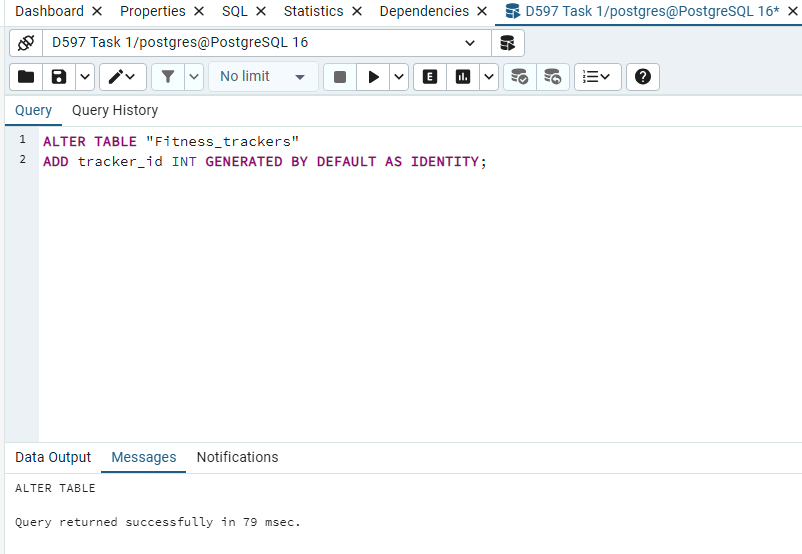 Dashboard Properties SQL Statistics Dependencies D597 Task 1/postgres@PostgreSQL 16*
D597 Task 1/postgres@PostgreSQL 16
No limit E
Query Query History
1 ALTER TABLE "Fitness_trackers"
2 ADD tracker_id INT GENERATED BY DEFAULT AS IDENTITY;
Data Output Messages Notifications
ALTER TABLE
Query returned successfully in 79 msec.